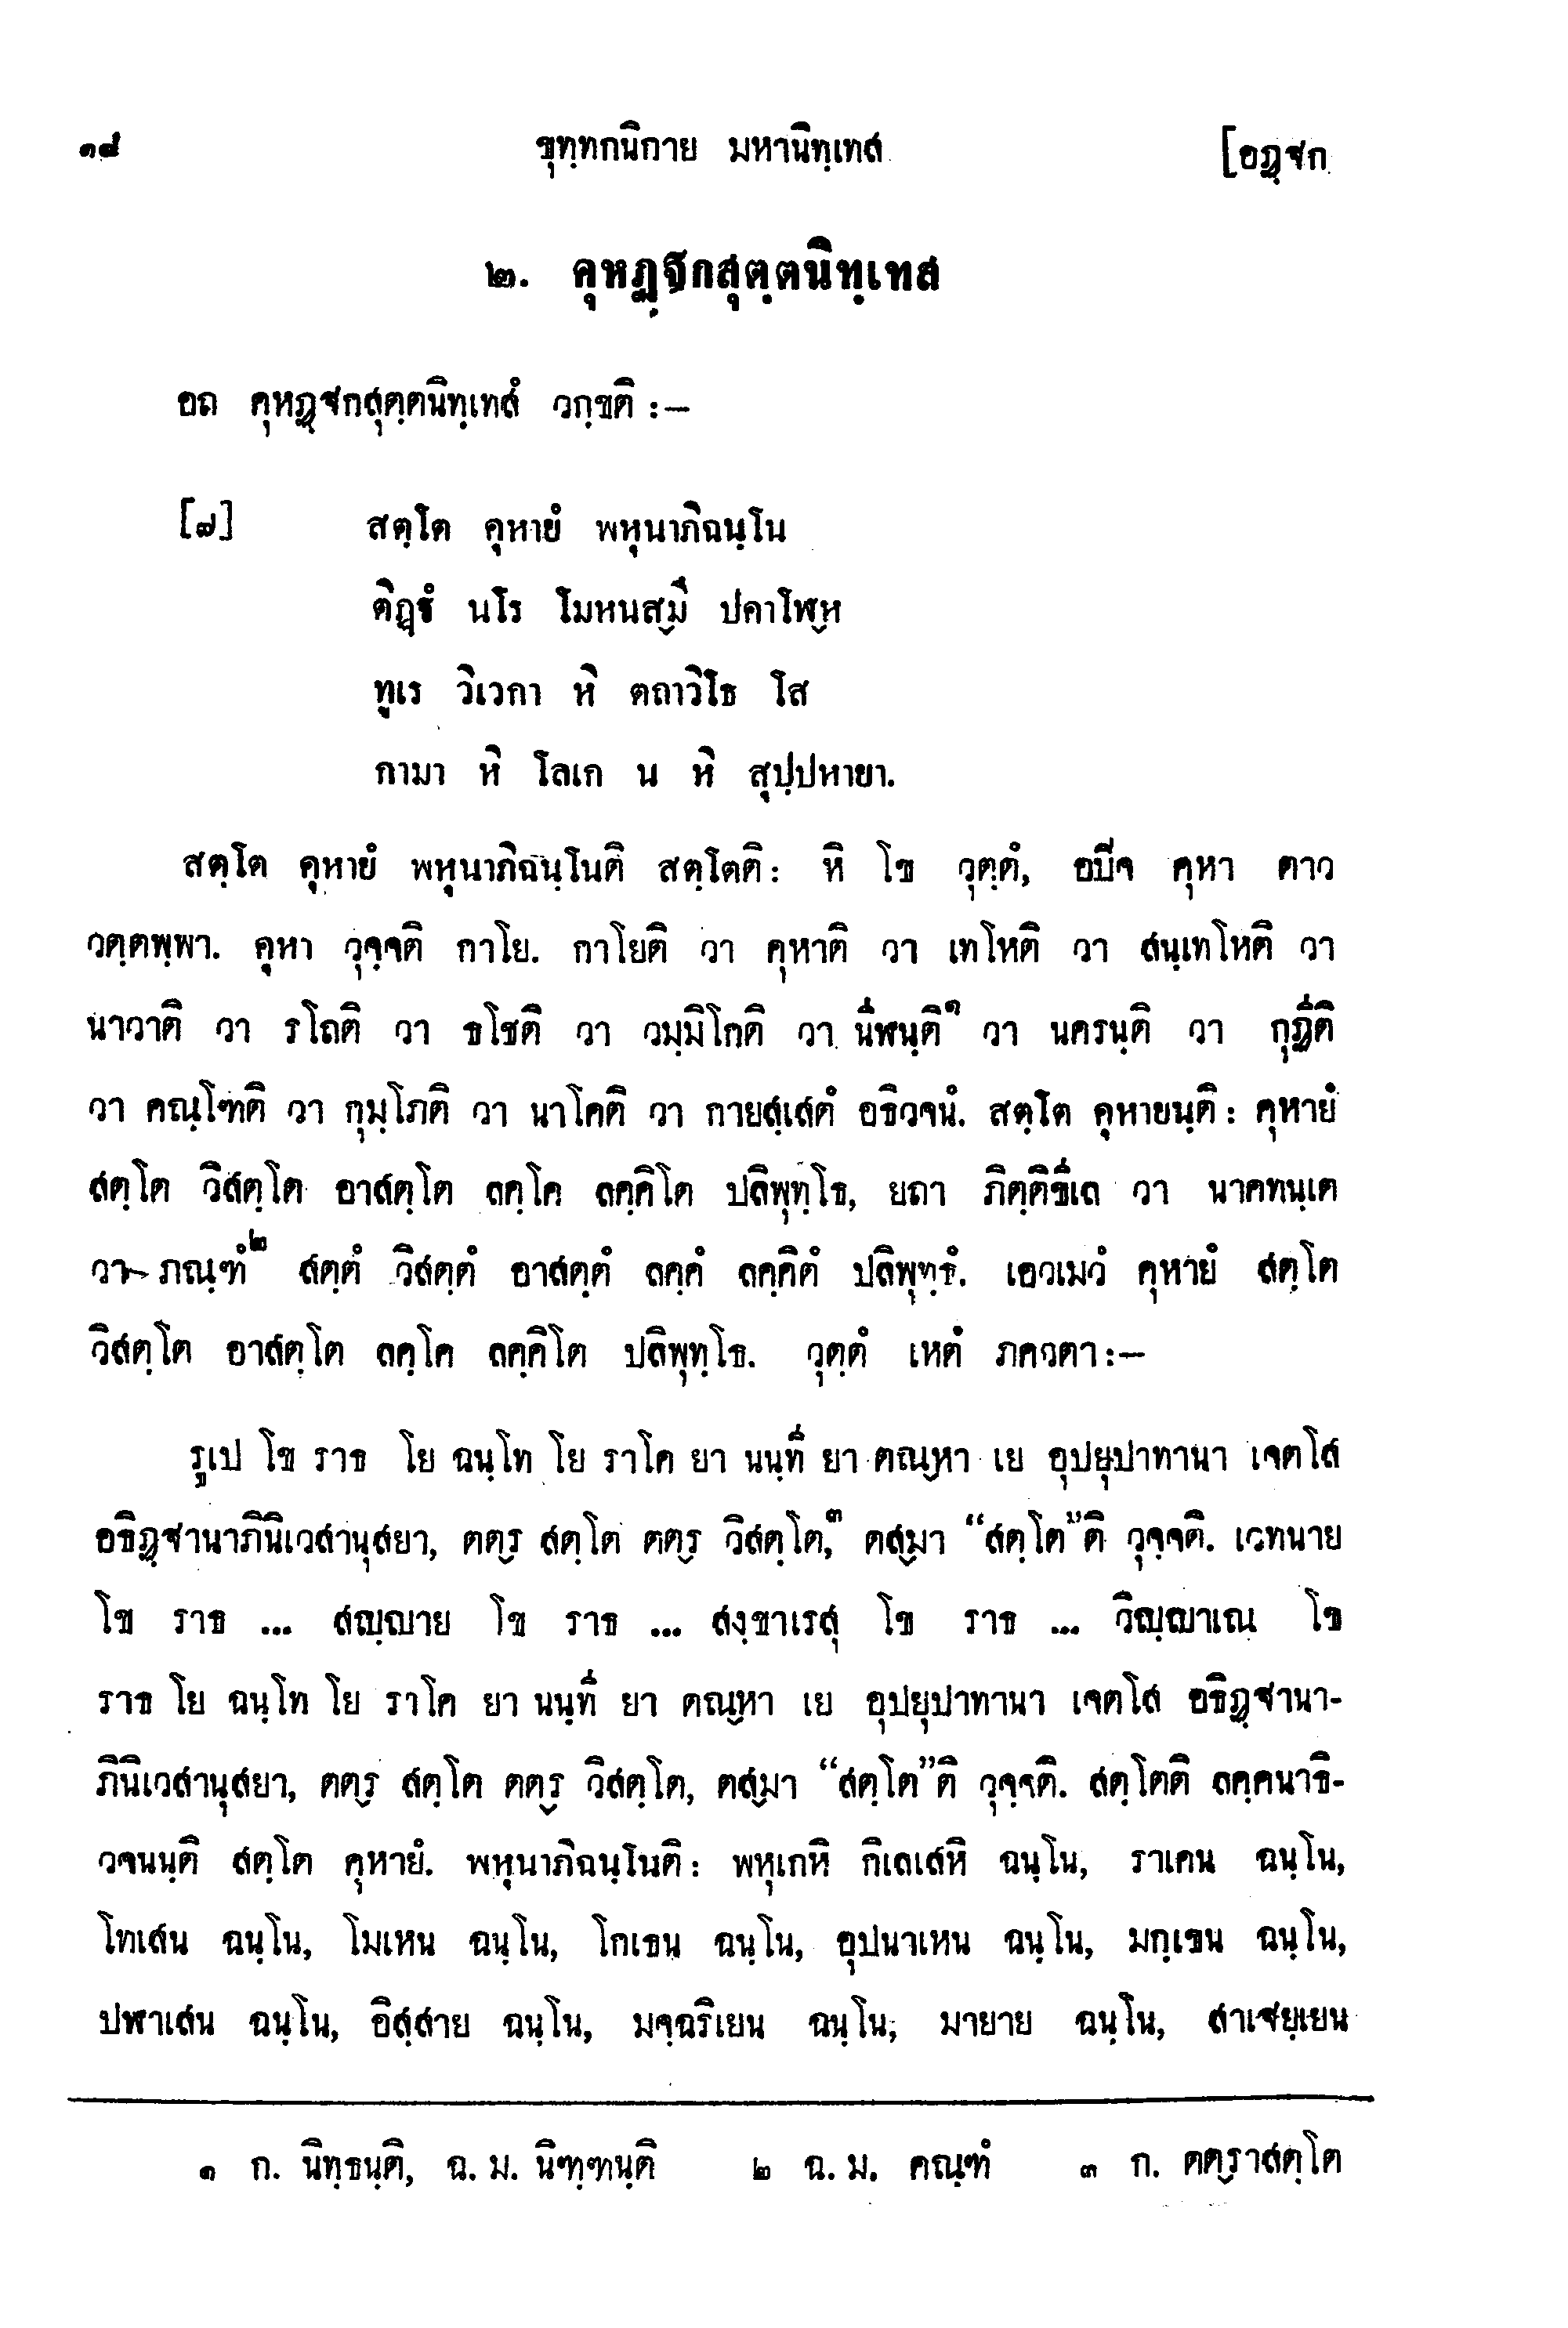 ๑๘ ขุทฺทกนิกาย มหานิทฺเทส [อฏฺฐก
๒. คุหฏฺฐกสุตฺตนิทฺเทส
อถ คุหฏฺฐกสุตฺตนิทฺเทสํ วกฺขติ :–
[๗] สตฺโต คุหายํ พหุนาภิฉนฺโน
ติฏฺฐํ นโร โมหนสฺมึ ปคาโฬฺห
ทูเร วิเวกา หิ ตถาวิโธ โส
กามา หิ โลเก น หิ สุปฺปหายา.
สตฺโต คุหายํ พหุนาภิฉนฺโนติ สตฺโตติ: หิ โข วุตฺตํ, อปิจ คุหา ตาว
วตฺตพฺพา. คุหา วุจฺจติ กาโย. กาโยติ วา คุหาติ วา เทโหติ วา สนฺเทโหติ วา
นาวาติ วา รโถติ วา ธโชติ วา วมฺมิโกติ วา นีฬนฺติ๑ วา นครนฺติ วา กุฏีติ
วา คณฺโฑติ วา กุมฺโภติ วา นาโคติ วา กายสฺเสตํ อธิวจนํ. สตฺโต คุหายนฺติ : คุหายํ
สตฺโต วิสตฺโต อาสตฺโต ลคฺโค ลคฺคิโต ปลิพุทฺโธ, ยถา ภิตฺติขีเล วา นาคทนฺเต
วา ภณฺฑํ๒ สตฺตํ วิสตฺตํ อาสตฺตํ ลคฺคํ ลคฺคิตํ ปลิพุทฺธํ. เอวเมวํ คุหายํ สตฺโต
วิสตฺโต อาสตฺโต ลคฺโค ลคฺคิโต ปลิพุทฺโธ. วุตฺตํ เหตํ ภควตา :–
รูเป โข ราธ โย ฉนฺโท โย ราโค ยา นนฺที ยา ตณฺหา เย อุปยุปาทานา เจตโส
อธิฏฺฐานาภินิเวสานุสยา, ตตฺร สตฺโต ตตฺร วิสตฺโต,๓ ตสฺมา “สตฺโต”ติ วุจฺจติ. เวทนาย
โข ราธ ... สญฺญาย โข ราธ ... สงฺขาเรสุ โข ราธ ... วิญฺญาเณ โข
ราธ โย ฉนฺโท โย ราโค ยา นนฺที ยา ตณฺหา เย อุปยุปาทานา เจตโส อธิฏฺฐานา-
ภินิเวสานุสยา, ตตฺร สตฺโต ตตฺร วิสตฺโต, ตสฺมา “สตฺโต”ติ วุจฺจติ. สตฺโตติ ลคฺคนาธิ-
วจนนฺติ สตฺโต คุหายํ. พหุนาภิฉนฺโนติ : พหุเกหิ กิเลเสหิ ฉนฺโน, ราเคน ฉนฺโน,
โทเสน ฉนฺโน, โมเหน ฉนฺโน, โกเธน ฉนฺโน, อุปนาเหน ฉนฺโน, มกฺเขน ฉนฺโน,
ปฬาเสน ฉนฺโน, อิสฺสาย ฉนฺโน, มจฺฉริเยน ฉนฺโน, มายาย ฉนฺโน, สาเฐยฺเยน
๑ ก. นิทฺธนฺติ, ฉ. ม. นิฑฺฑนฺติ ๒ ฉ. ม. คณฺฑํ ๓ ก. ตตฺราสตฺโต